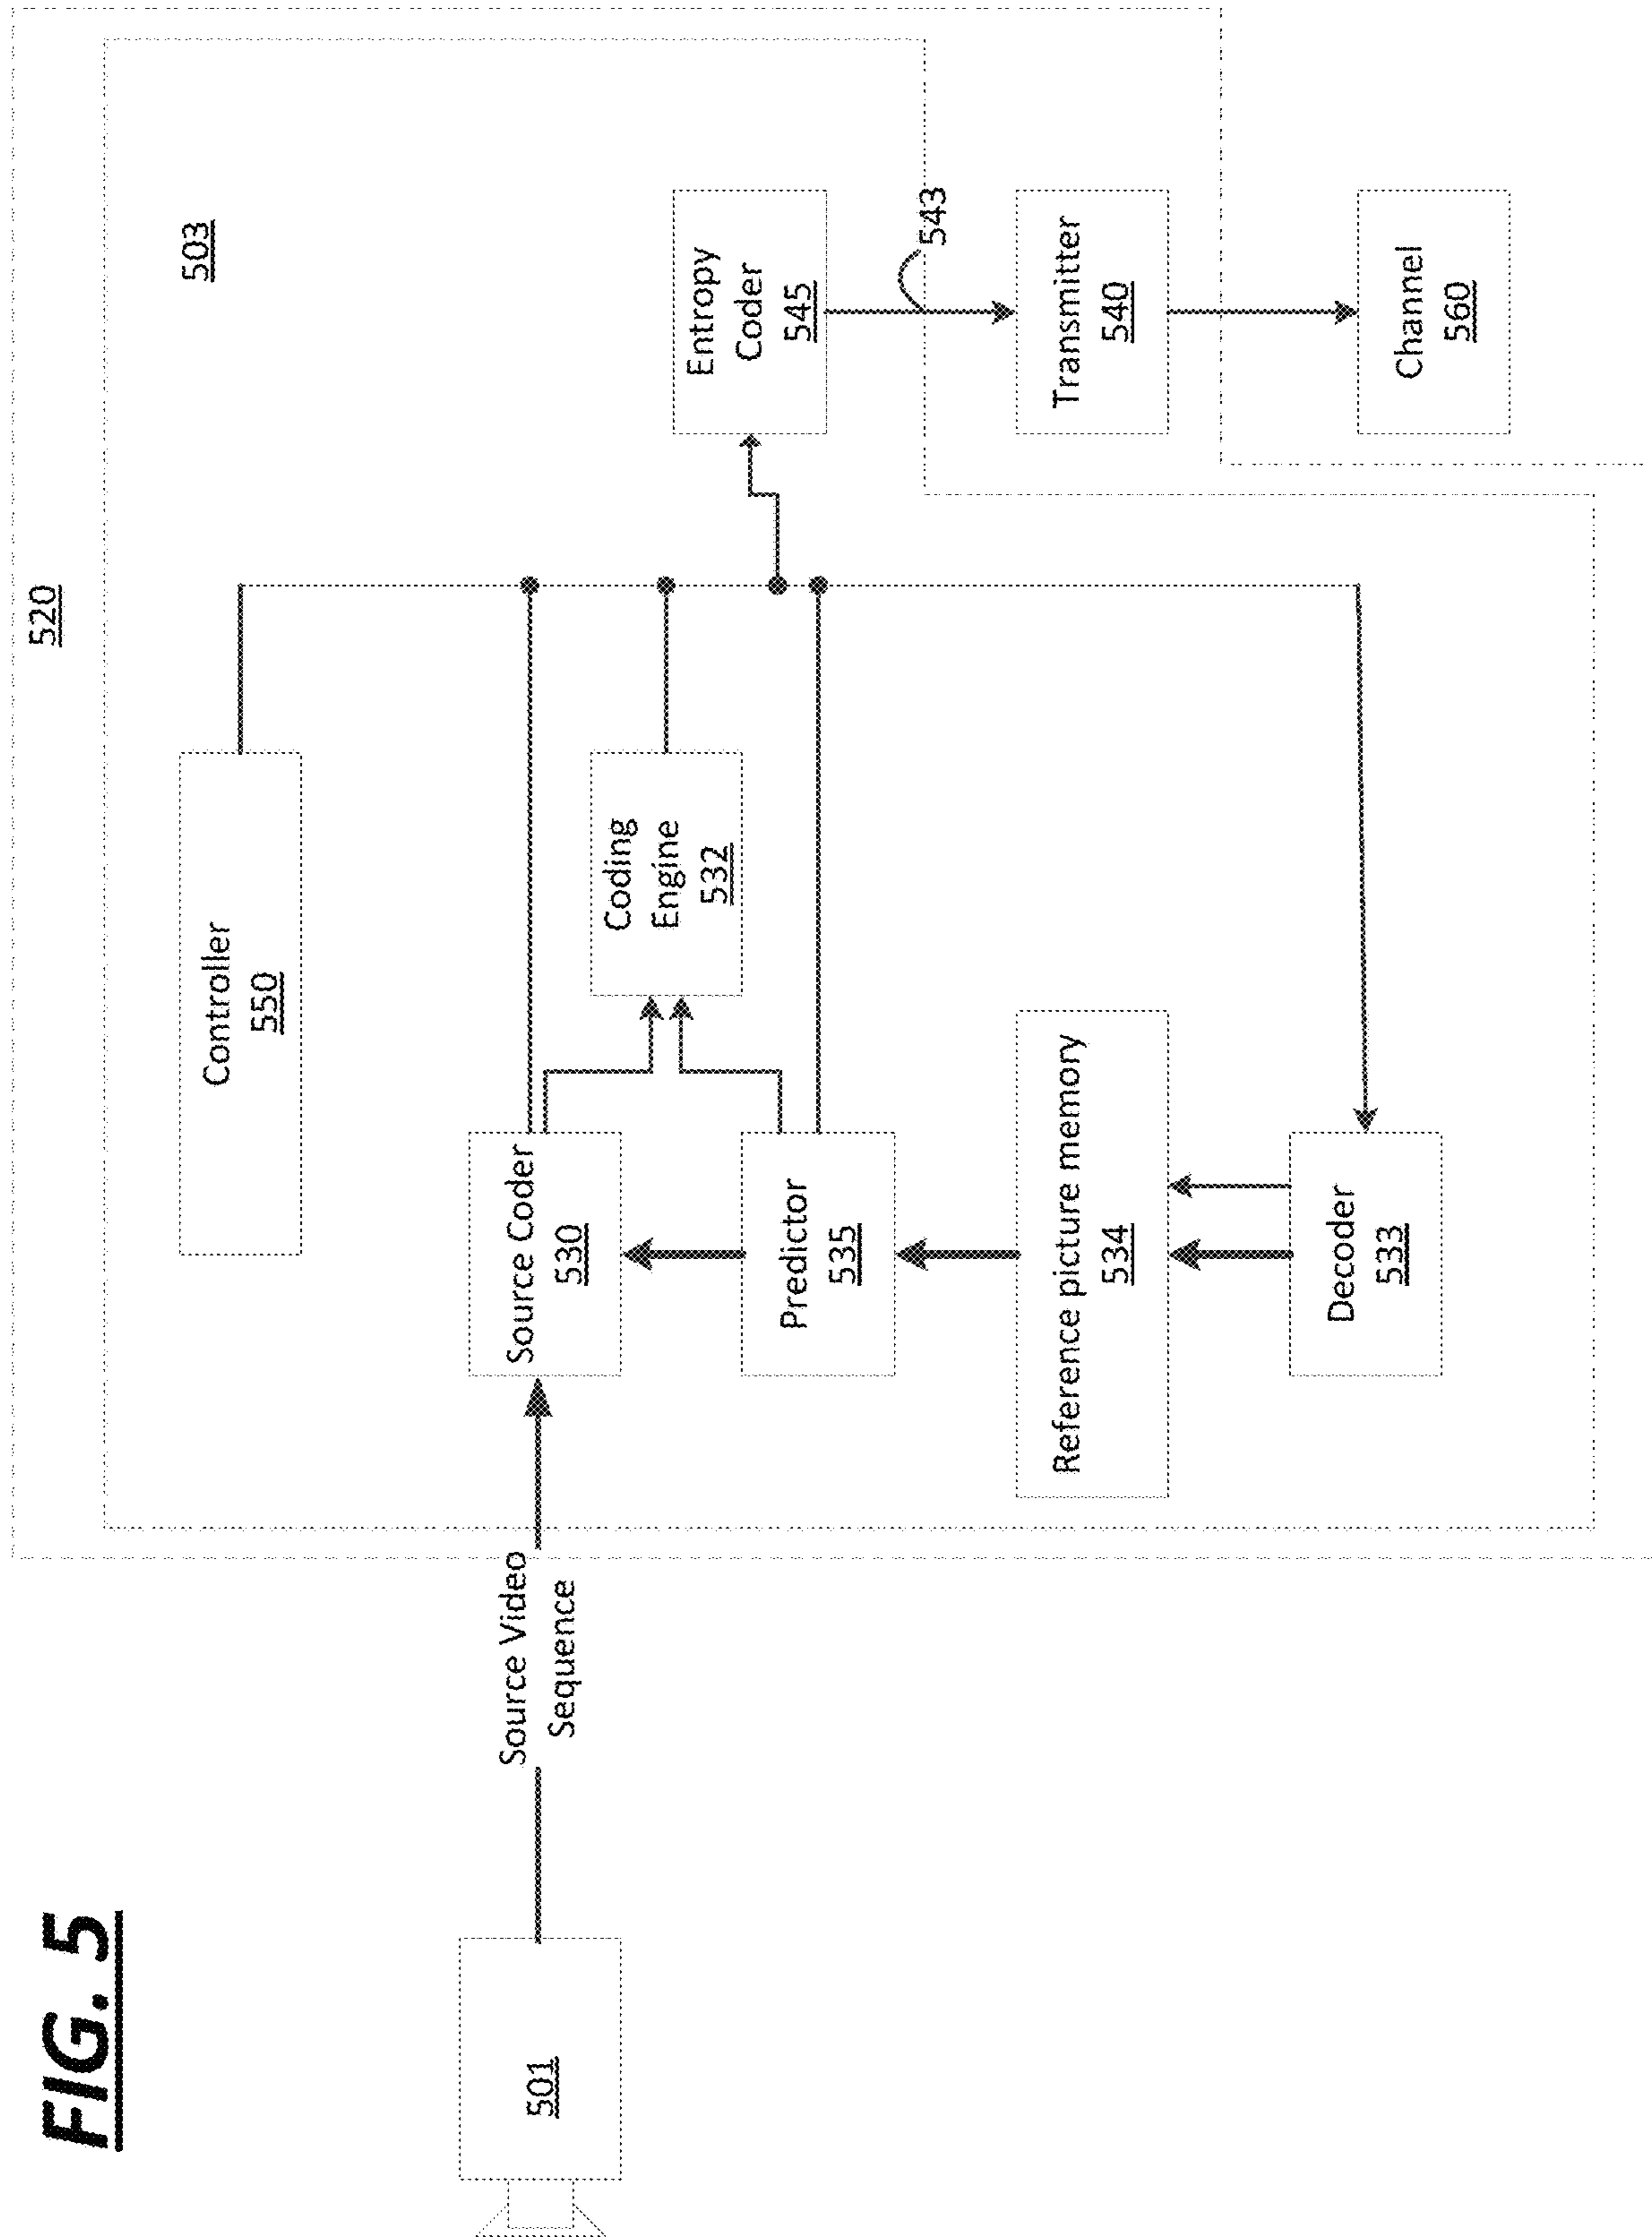 FIG. 5
520
503
Controller
550
501
Source Video
Sequence
Source Coder
530
Coding
Engine
532
Entropy
Coder
545
543
Predictor
535
Reference picture memory
534
Transmitter
540
Decoder
533
Channel
560